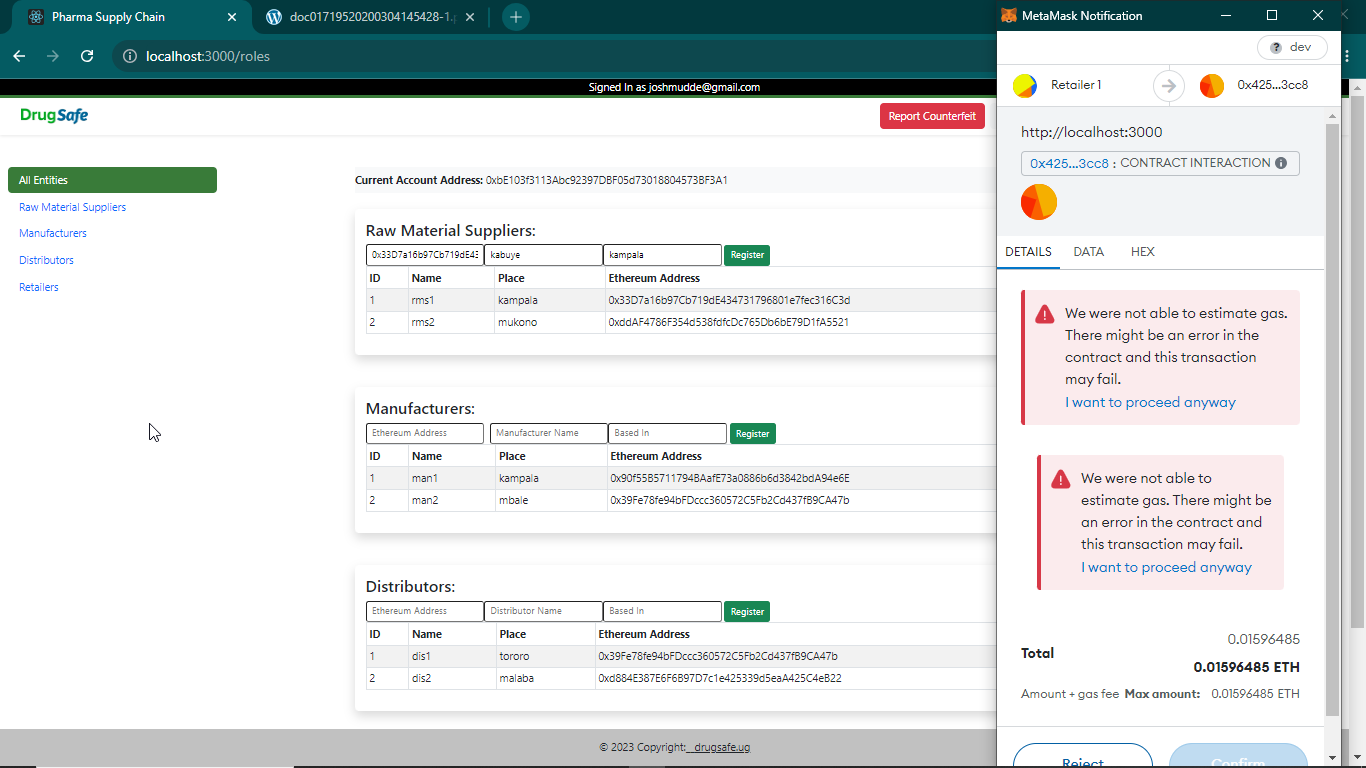 Pharma Supply Chain
doc01719520200304145428-1.
MetaMask Notification
localhost:3000/roles
dev
Signed In as joshmudde@gmail.com
Retailer 1
0x425...3cc8
DrugSafe
Report Counterfeit
http://localhost:3000
0x425...3cc8 : CONTRACT INTERACTION
All Entities
Raw Material Suppliers
Manufacturers
Distributors
Retailers
Current Account Address: 0xbE103f3113Abc92397DBF05d73018804573BF3A1
Raw Material Suppliers:
0x33D7a16b97Cb719dE43 kabuye kampala Register
ID Name Place Ethereum Address
1 rms1 kampala 0x33D7a16b97Cb719dE434731796801e7fec316C3d
2 rms2 mukono 0xddAF4786F354d538fdfcDc765Db6bE79D1fA5521
Manufacturers:
Ethereum Address Manufacturer Name Based In Register
ID Name Place Ethereum Address
1 man1 kampala 0x90f55B5711794BAafE73a0886b6d3842bdA94e6E
2 man2 mbale 0x39Fe78fe94bFDccc360572C5Fb2Cd437fB9CA47b
Distributors:
Ethereum Address Distributor Name Based In Register
ID Name Place Ethereum Address
1 dis1 tororo 0x39Fe78fe94bFDccc360572C5Fb2Cd437fB9CA47b
2 dis2 malaba 0xd884E387E6F6B97D7c1e425339d5eaA425C4eB22
© 2023 Copyright: drugsafe.ug
DETAILS DATA HEX
We were not able to estimate gas.
There might be an error in the
contract and this transaction
may fail.
I want to proceed anyway
We were not able to
estimate gas. There might be
an error in the contract and
this transaction may fail.
I want to proceed anyway
0.01596485
Total
0.01596485 ETH
Amount + gas fee Max amount: 0.01596485 ETH
Reject Confirm